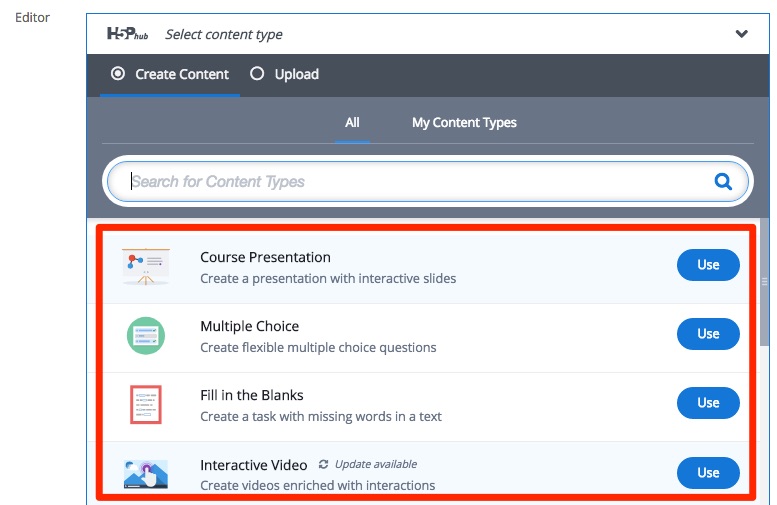 Editor
H5Phub Select content type
Create Content Upload
All My Content Types
Search for Content Types
Course Presentation
Create a presentation with interactive slides
Use
Multiple Choice
Create flexible multiple choice questions
Use
Fill in the Blanks
Create a task with missing words in a text
Use
Interactive Video Update available
Create videos enriched with interactions
Use